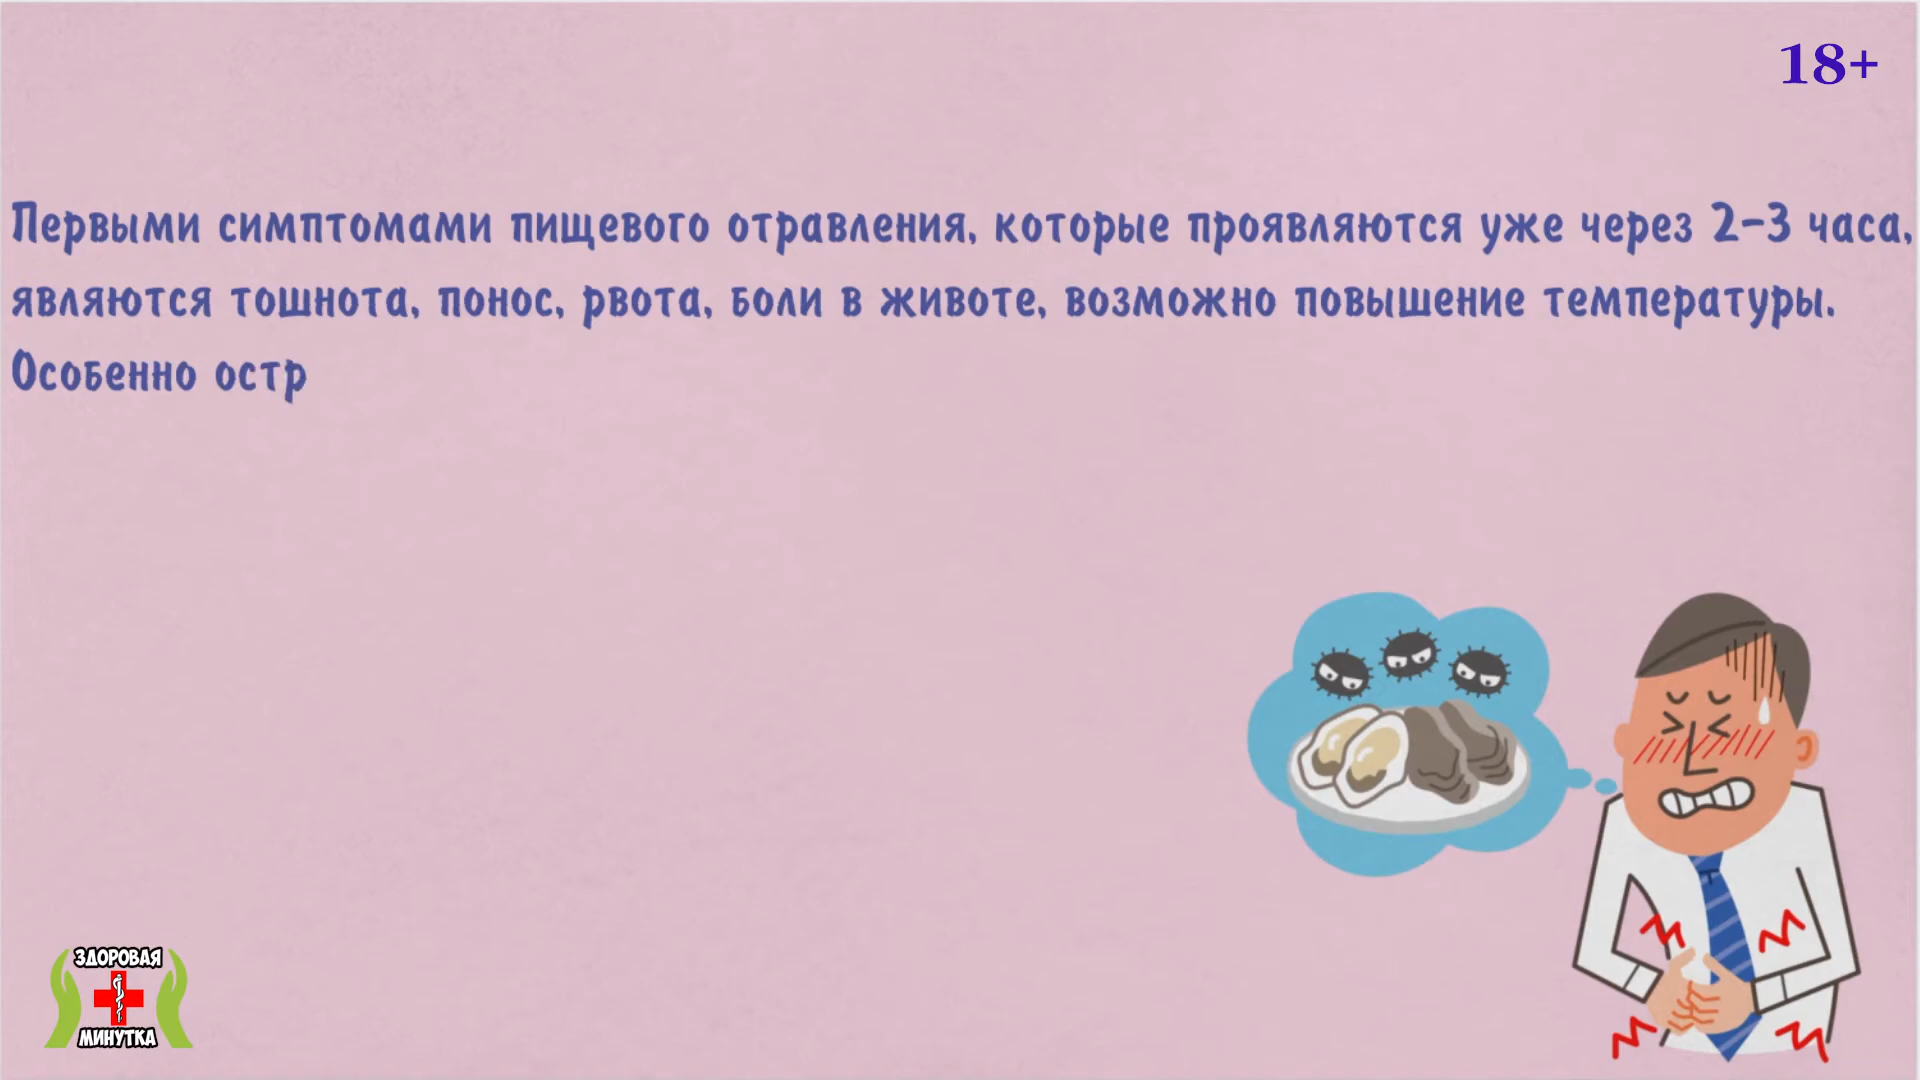 18+
Первыми симптомами пищевого отравления, которые проявляются уже через 2-3 часа,
являются тошнота, понос, рвота, боли в животе, возможно повышение температуры.
Особенно остр
ЗДОРОВАЯ
МИНУТКА